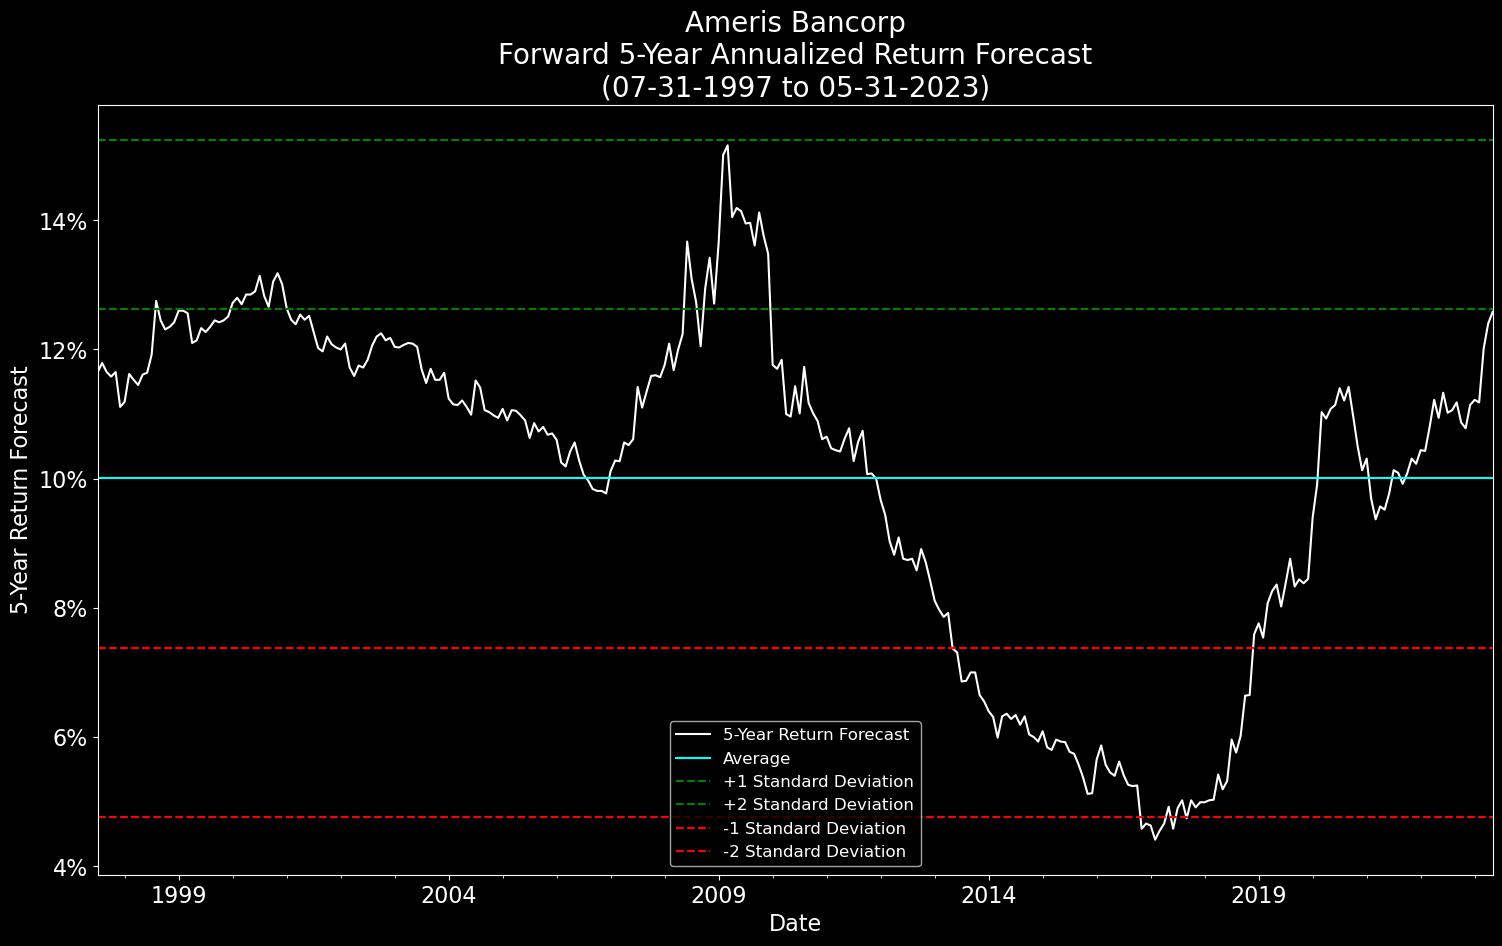 Ameris Bancorp
Forward 5-Year Annualized Return Forecast
(07-31-1997 to 05-31-2023)
5-Year Return Forecast
14%
12%
10%
8%
6%
4%
5-Year Return Forecast
Average
+1 Standard Deviation
+2 Standard Deviation
-1 Standard Deviation
-2 Standard Deviation
1999
2004
2009
2014
2019
Date